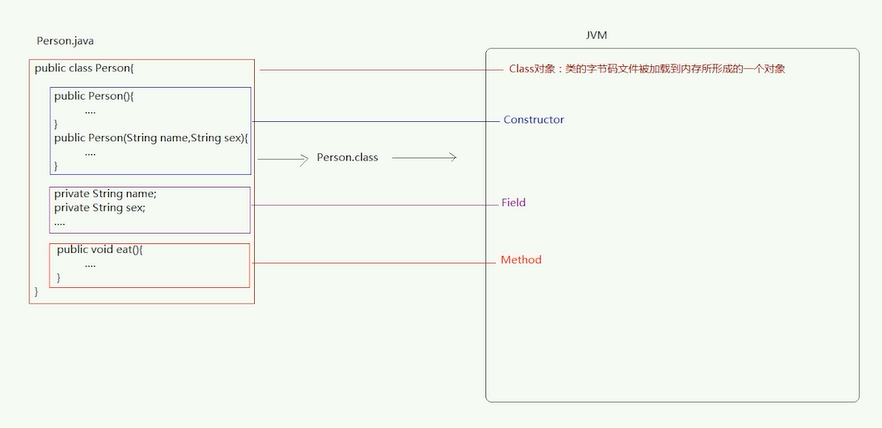 Person.java
public class Person{
public Person(){
....
}
public Person(String name,String sex){
....
}
private String name;
private String sex;
....
public void eat(){
....
}
}
Person.class
JVM
Class对象：类的字节码文件被加载到内存所形成的一个对象
Constructor
Field
Method